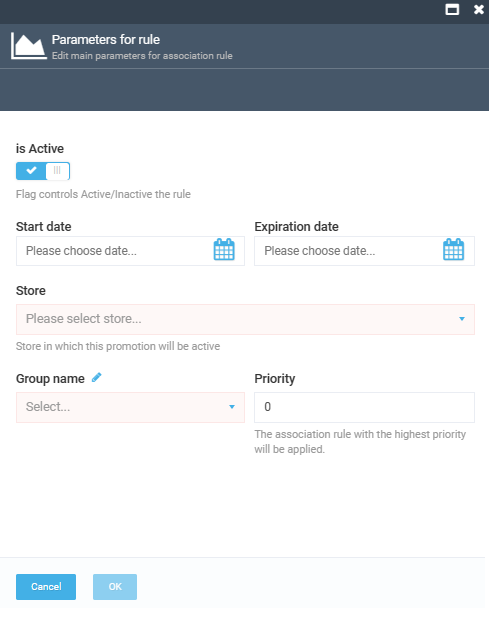 Parameters for rule
Edit main parameters for association rule
is Active
Flag controls Active/Inactive the rule
Start date
Expiration date
Please choose date...
Please choose date...
Store
Please select store...
Store in which this promotion will be active
Group name
Priority
Select...
0
The association rule with the highest priority
will be applied.
Cancel
OK